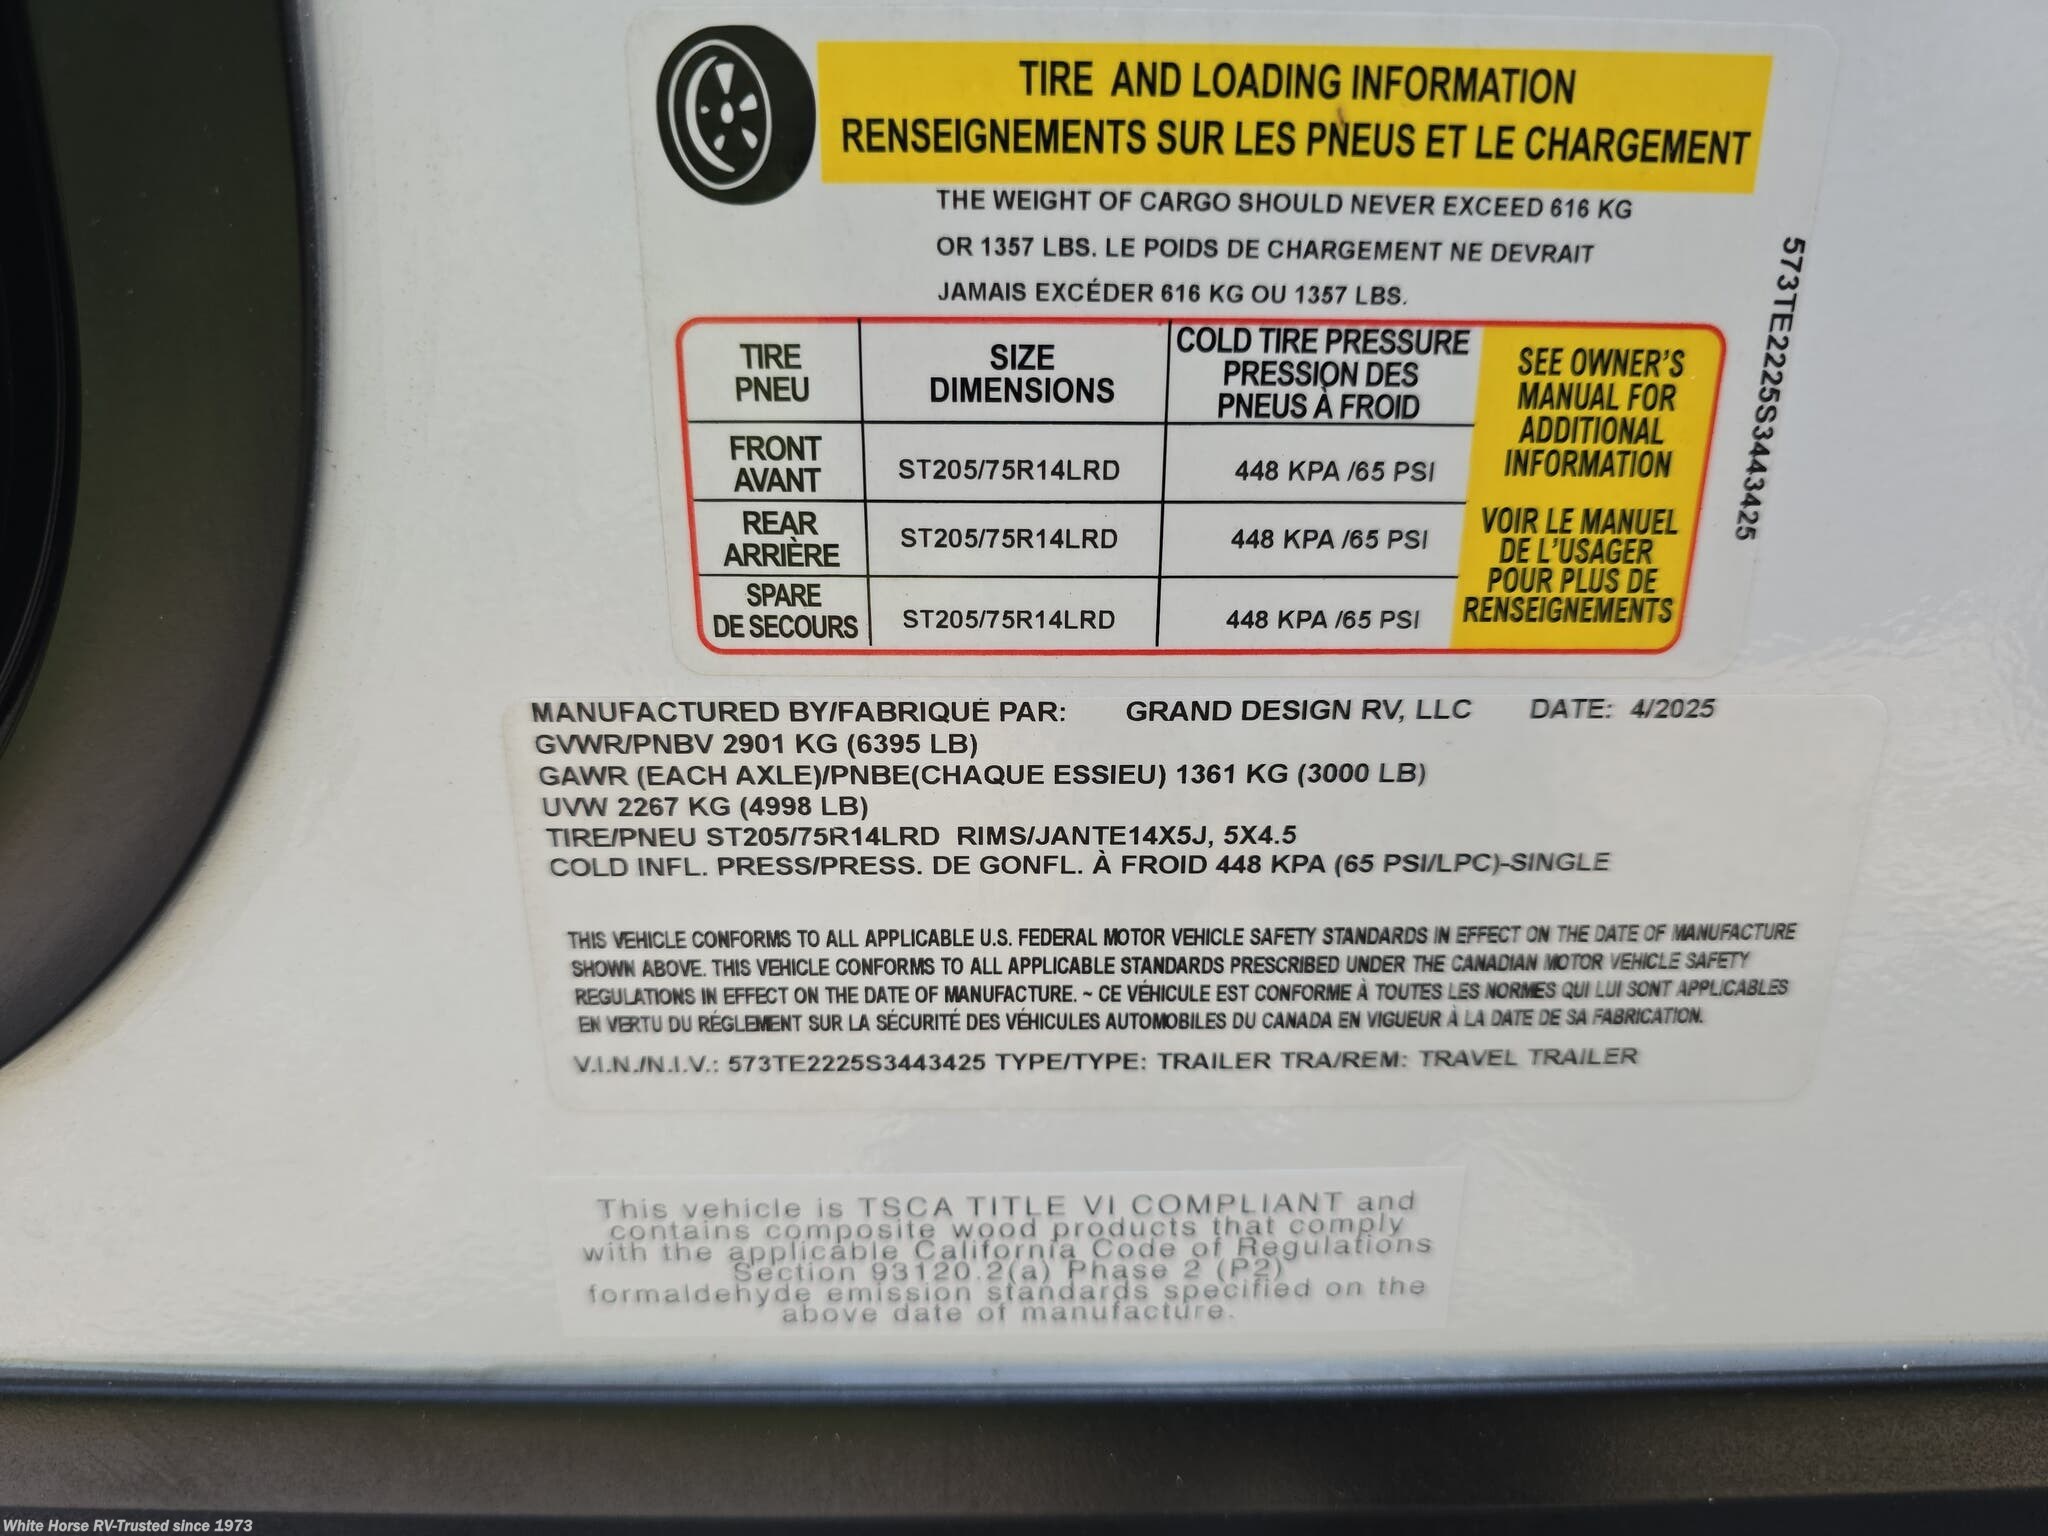 TIRE AND LOADING INFORMATION
RENSEIGNEMENTS SUR LES PNEUS ET LE CHARGEMENT
THE WEIGHT OF CARGO SHOULD NEVER EXCEED 616 KG
OR 1357 LBS. LE POIDS DE CHARGEMENT NE DEVRAIT
JAMAIS EXCÉDER 616 KG OU 1357 LBS.
573TE2225S3443425
TIRE
PNEU
SIZE
DIMENSIONS
COLD TIRE PRESSURE
PRESSION DES
PNEUS À FROID
FRONT
AVANT
ST205/75R14LRD
448 KPA /65 PSI
REAR
ARRIÈRE
ST205/75R14LRD
448 KPA /65 PSI
SPARE
DE SECOURS
ST205/75R14LRD
448 KPA /65 PSI
SEE OWNER'S
MANUAL FOR
ADDITIONAL
INFORMATION
VOIR LE MANUEL
DE L'USAGER
POUR PLUS DE
RENSEIGNEMENTS
MANUFACTURED BY/FABRIQUÉ PAR: GRAND DESIGN RV, LLC DATE: 4/2025
GVWR/PNBV 2901 KG (6395 LB)
GAWR (EACH AXLE)/PNBE(CHAQUE ESSIEU) 1361 KG (3000 LB)
UVW 2267 KG (4998 LB)
TIRE/PNEU ST205/75R14LRD RIMS/JANTE14X5J, 5X4.5
COLD INFL. PRESS/PRESS. DE GONFL. À FROID 448 KPA (65 PSI/LPC)-SINGLE
THIS VEHICLE CONFORMS TO ALL APPLICABLE U.S. FEDERAL MOTOR VEHICLE SAFETY STANDARDS IN EFFECT ON THE DATE OF MANUFACTURE
SHOWN ABOVE. THIS VEHICLE CONFORMS TO ALL APPLICABLE STANDARDS PRESCRIBED UNDER THE CANADIAN MOTOR VEHICLE SAFETY
REGULATIONS IN EFFECT ON THE DATE OF MANUFACTURE. ~ CE VÉHICULE EST CONFORME À TOUTES LES NORMES QUI LUI SONT APPLICABLES
EN VERTU DU RÉGLEMENT SUR LA SÉCURITÉ DES VÉHICULES AUTOMOBILES DU CANADA EN VIGUEUR À LA DATE DE SA FABRICATION.
V.I.N./N.I.V.: 573TE2225S3443425 TYPE/TYPE: TRAILER TRA/REM: TRAVEL TRAILER
This vehicle is TSCA TITLE VI COMPLIANT and
contains composite wood products that comply
with the applicable California Code of Regulations
Section 93120.2(a) Phase 2 (P2)
formaldehyde emission standards specified on the
above date of manufacture.
White Horse RV-Trusted since 1973